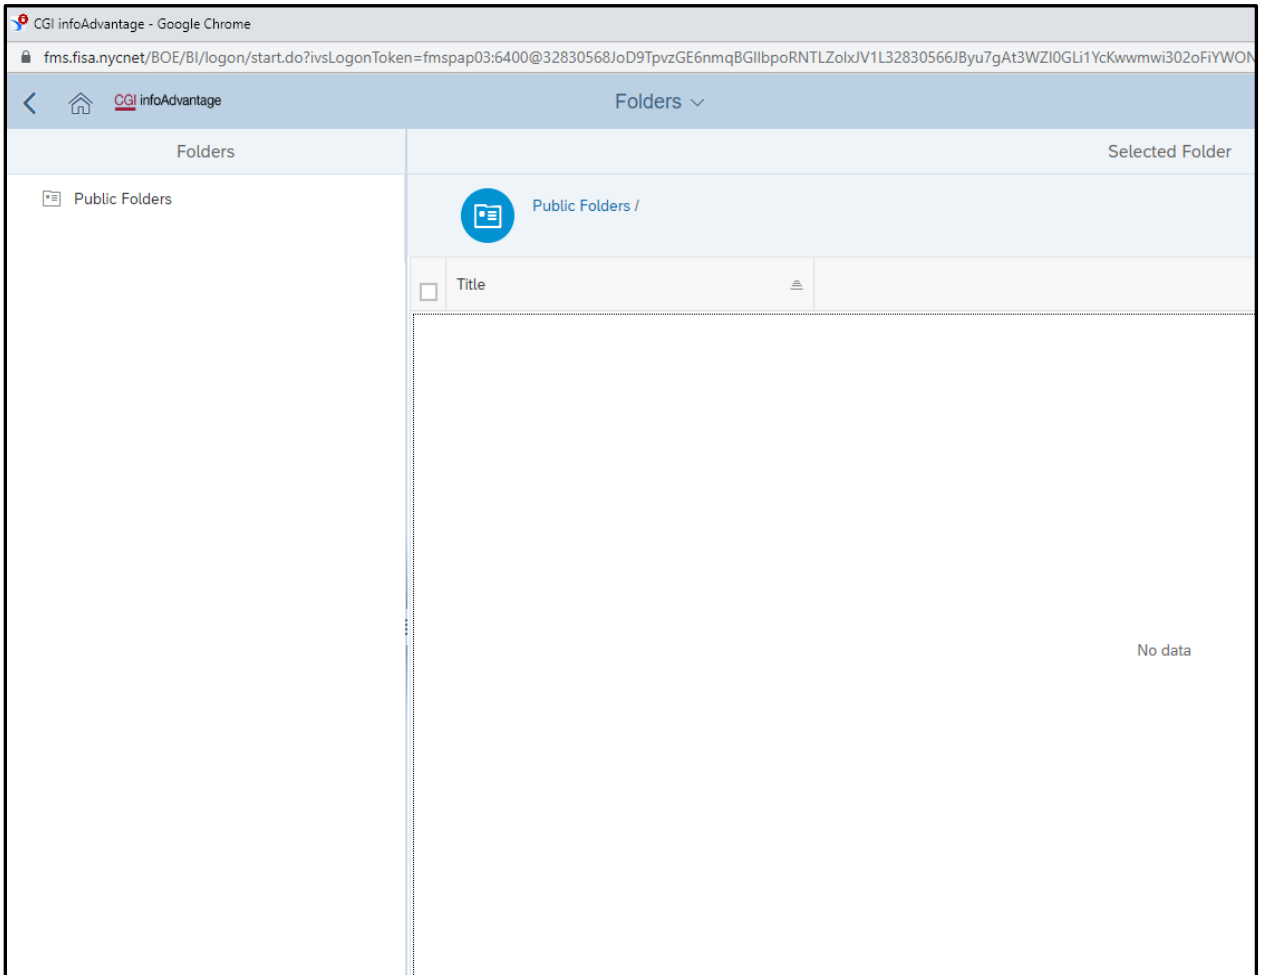 CGI infoAdvantage - Google Chrome
fms.fisa.nycnet/BOE/BI/logon/start.do?ivsLogonToken=fmspap03:6400@32830568JoD9TpvzGE6nmqBGIlbpoRNTLZolxJV1L32830566JByu7gAt3WZI0GLi1YcKwwmwi302oFiYWON
CGI infoAdvantage
Folders
Folders
Selected Folder
Public Folders
Public Folders /
Title
No data